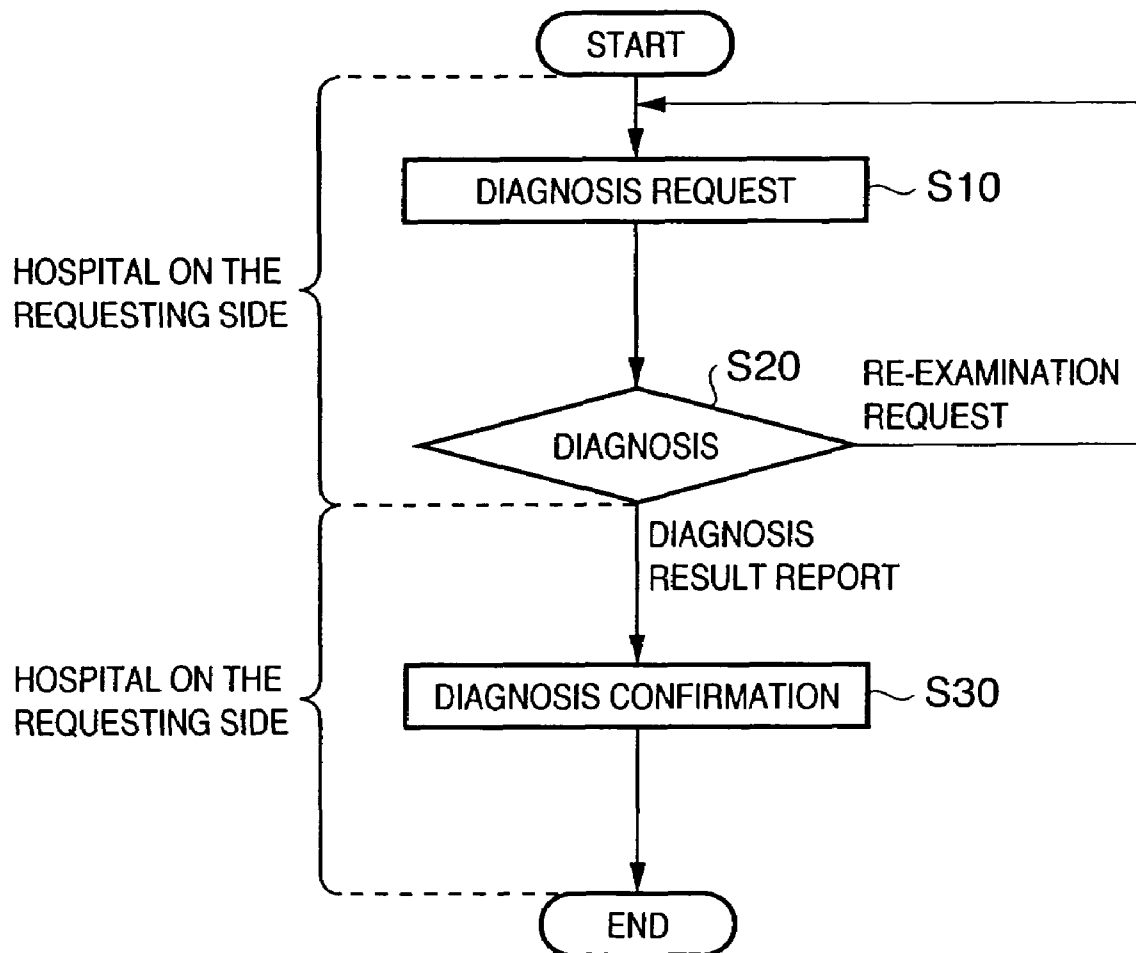 START
DIAGNOSIS REQUEST
S10
HOSPITAL ON THE
REQUESTING SIDE
S20
RE-EXAMINATION
REQUEST
DIAGNOSIS
DIAGNOSIS
RESULT REPORT
HOSPITAL ON THE
REQUESTING SIDE
DIAGNOSIS CONFIRMATION
S30
END